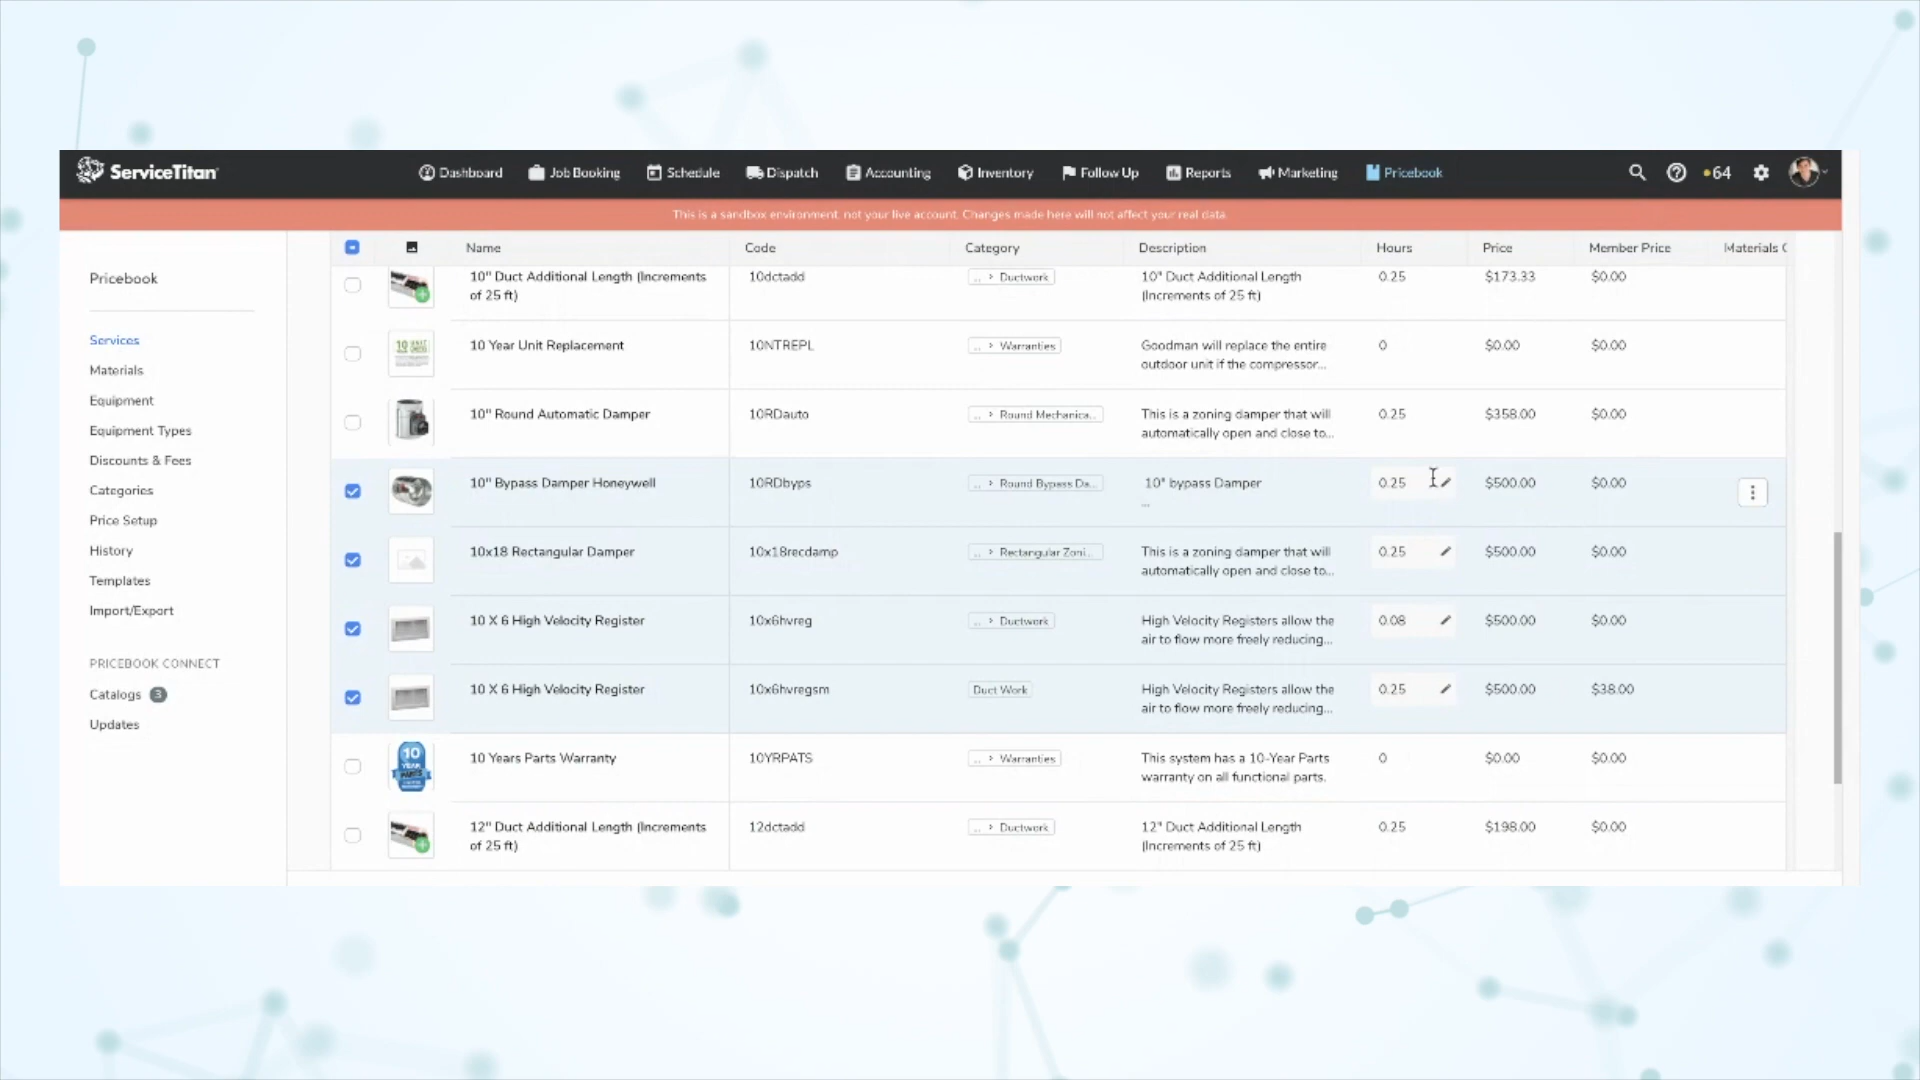 ServiceTitan
Dashboard Job Booking Schedule Dispatch Accounting Inventory Follow Up Reports Marketing Pricebook 64
This is a sandbox environment, not your live account. Changes made here will not affect your real data.
Pricebook
Services
Materials
Equipment
Equipment Types
Discounts & Fees
Categories
Price Setup
History
Templates
Import/Export
PRICEBOOK CONNECT
Catalogs 3
Updates
Name Code Category Description Hours Price Member Price Materials C
10" Duct Additional Length (Increments 10dctadd .. > Ductwork 10" Duct Additional Length 0.25 $173.33 $0.00
of 25 ft) (Increments of 25 ft)
10 Year Unit Replacement 10NTREPL .. > Warranties Goodman will replace the entire 0 $0.00 $0.00
outdoor unit if the compressor...
10" Round Automatic Damper 10RDauto .. > Round Mechanica... This is a zoning damper that will 0.25 $358.00 $0.00
automatically open and close to...
10" Bypass Damper Honeywell 10RDbyps .. > Round Bypass Da... 10" bypass Damper 0.25 $500.00 $0.00
...
10x18 Rectangular Damper 10x18recdamp .. > Rectangular Zoni... This is a zoning damper that will 0.25 $500.00 $0.00
automatically open and close to...
10 X 6 High Velocity Register 10x6hvreg .. > Ductwork High Velocity Registers allow the 0.08 $500.00 $0.00
air to flow more freely reducing...
10 X 6 High Velocity Register 10x6hvregsm Duct Work High Velocity Registers allow the 0.25 $500.00 $38.00
air to flow more freely reducing...
10 Years Parts Warranty 10YRPATS .. > Warranties This system has a 10-Year Parts 0 $0.00 $0.00
warranty on all functional parts.
10
YEAR
PARTS
12" Duct Additional Length (Increments 12dctadd .. > Ductwork 12" Duct Additional Length 0.25 $198.00 $0.00
of 25 ft) (Increments of 25 ft)